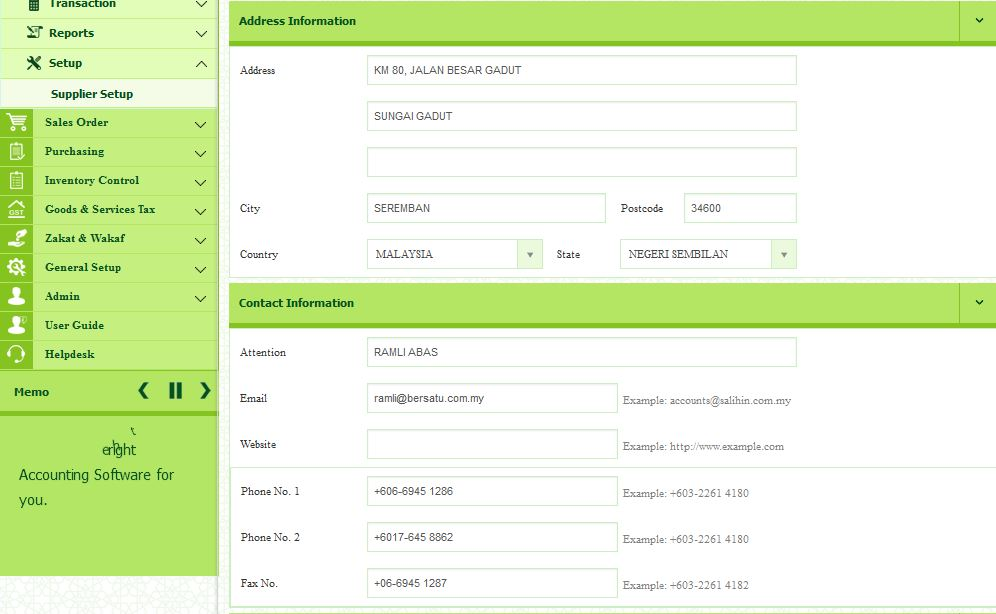 Transaction
Reports
Setup
Supplier Setup
Sales Order
Purchasing
Inventory Control
GST
Goods & Services Tax
Zakat & Wakaf
General Setup
Admin
User Guide
Helpdesk
Memo
Accounting Software for
you.
Address Information
Address KM 80, JALAN BESAR GADUT
SUNGAI GADUT
City SEREMBAN Postcode 34600
Country MALAYSIA State NEGERI SEMBILAN
Contact Information
Attention RAMLI ABAS
Email ramli@bersatu.com.my Example: accounts@salihin.com.my
Website Example: http://www.example.com
Phone No. 1 +606-6945 1286 Example: +603-2261 4180
Phone No. 2 +6017-645 8862 Example: +603-2261 4180
Fax No. +06-6945 1287 Example: +603-2261 4182